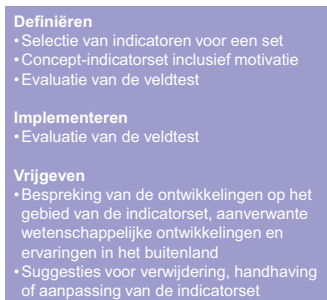 Definiëren
•Selectie van indicatoren voor een set
•Concept-indicatorset inclusief motivatie
•Evaluatie van de veldtest
Implementeren
•Evaluatie van de veldtest
Vrijgeven
•Bespreking van de ontwikkelingen op het
gebied van de indicatorset, aanverwante
wetenschappelijke ontwikkelingen en
ervaringen in het buitenland
•Suggesties voor verwijdering, handhaving
of aanpassing van de indicatorset